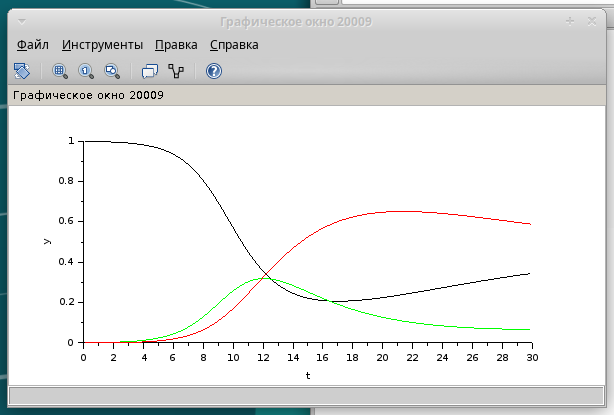 Графическое окно 20009
Файл Инструменты Правка Справка
Графическое окно 20009
1
0.8
0.6
y
0.4
0.2
0
0 2 4 6 8 10 12 14 16 18 20 22 24 26 28 30
t